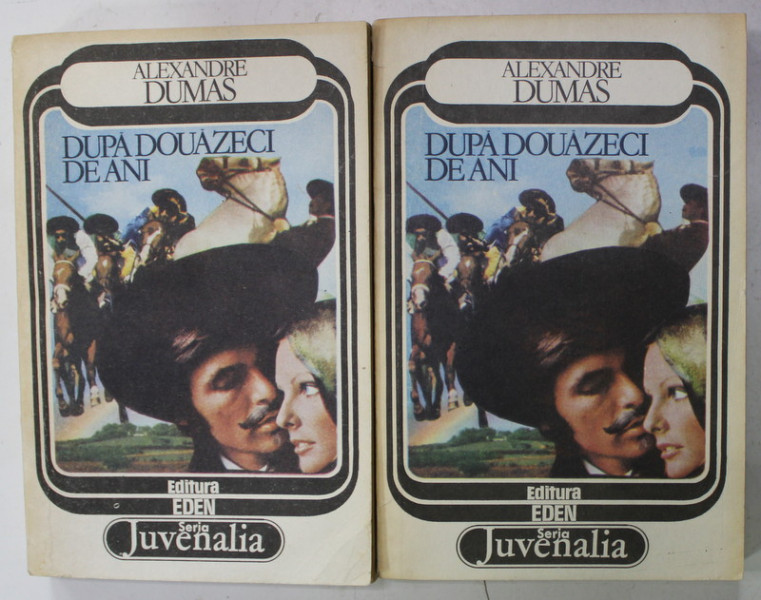 ALEXANDRE
DUMAS
DUPĂ DOUĂZECI
DE ANI
Editura
EDEN
Seria
Juvenalia
ALEXANDRE
DUMAS
DUPĂ DOUĂZECI
DE ANI
Editura
EDEN
Seria
Juvenalia